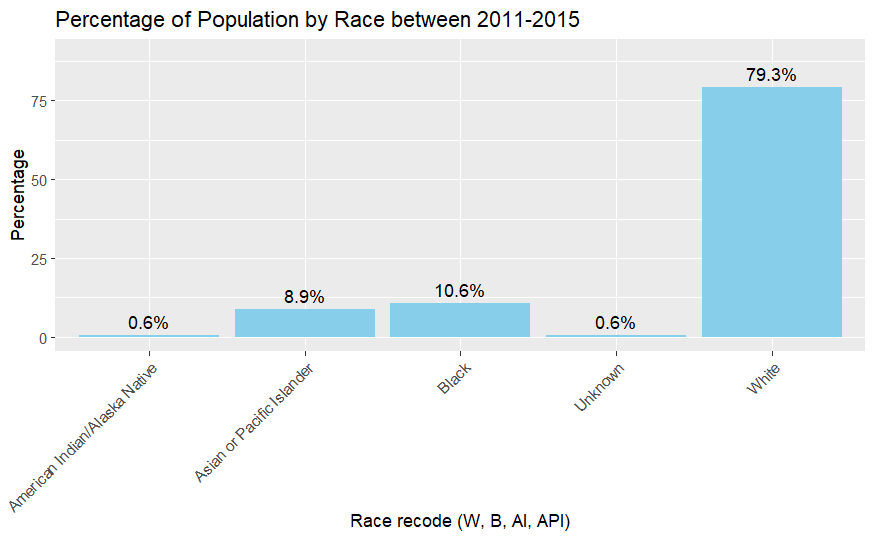 Percentage of Population by Race between 2011-2015
Percentage
75
50
25
0
0.6%
8.9%
10.6%
0.6%
79.3%
American Indian/Alaska Native
Asian or Pacific Islander
Black
Unknown
White
Race recode (W, B, AI, API)